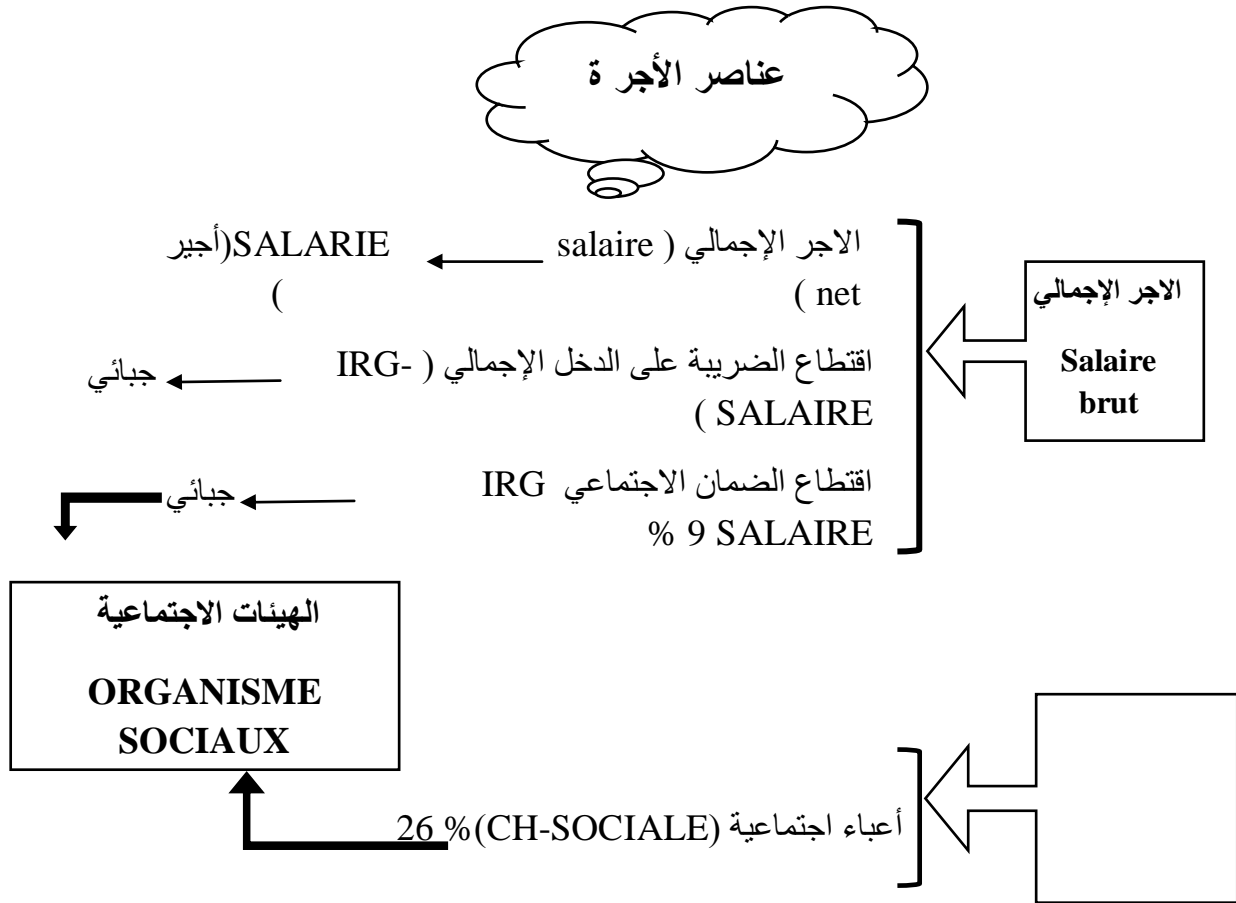 عناصر الأجر ة
الاجر الإجمالي ( salaire
net )
SALARIE(أجير
)
الاجر الإجمالي
Salaire
brut
اقتطاع الضريبة على الدخل الإجمالي ( IRG-
SALAIRE )
جبائي
اقتطاع الضمان الاجتماعي IRG
SALAIRE 9 %
جبائي
الهيئات الاجتماعية
ORGANISME
SOCIAUX
أعباء اجتماعية (CH-SOCIALE)% 26